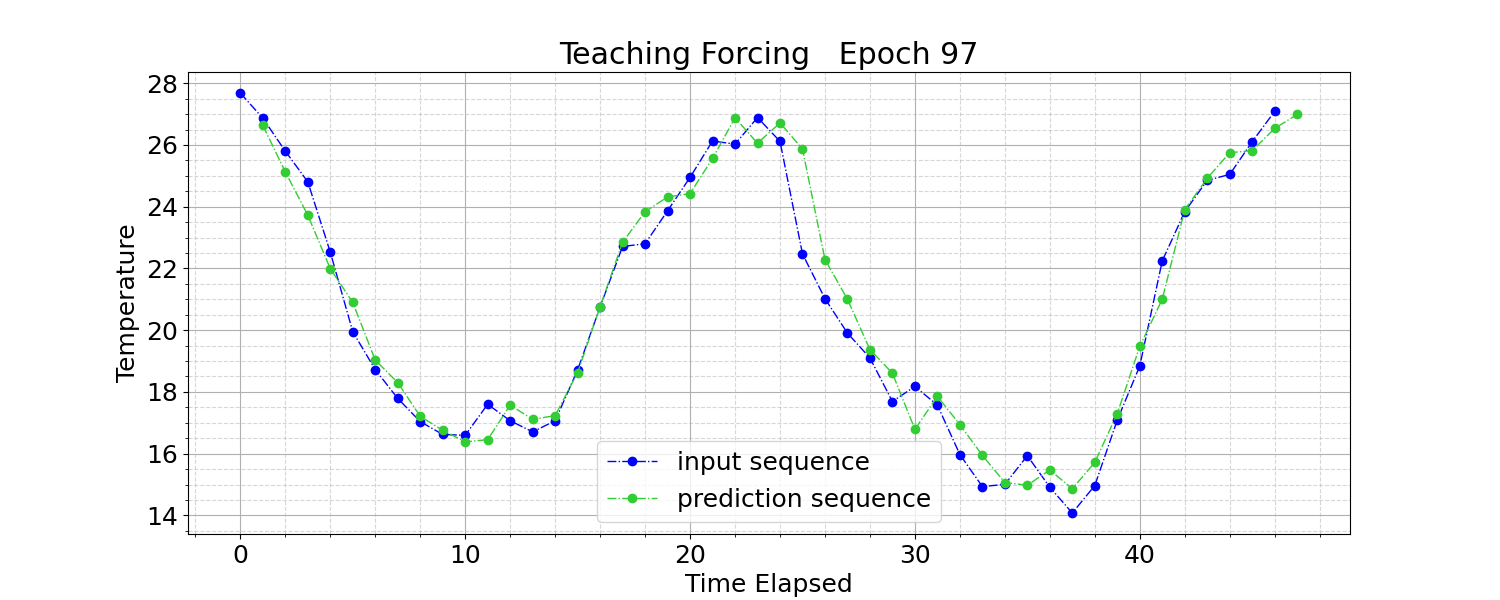 Teaching Forcing   Epoch 97
28
26
24
22
20
18
16
14
Temperature
input sequence
prediction sequence
0 10 20 30 40
Time Elapsed